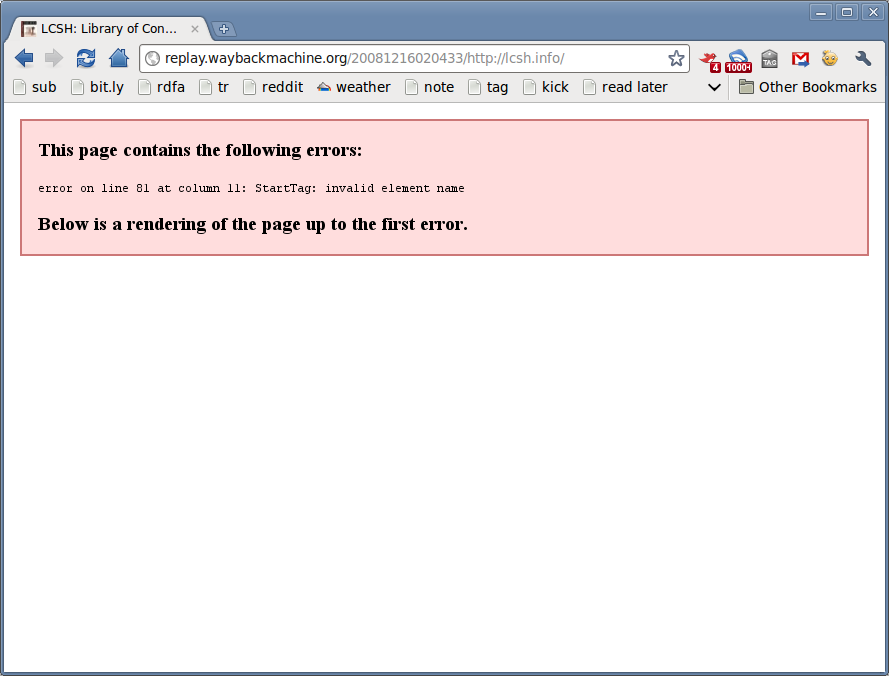 LCSH: Library of Con...
replay.waybackmachine.org/20081216020433/http://lcsh.info/
4
1000+
TAG
sub bit.ly rdfa tr reddit weather note tag kick read later Other Bookmarks
This page contains the following errors:
error on line 81 at column 11: StartTag: invalid element name
Below is a rendering of the page up to the first error.